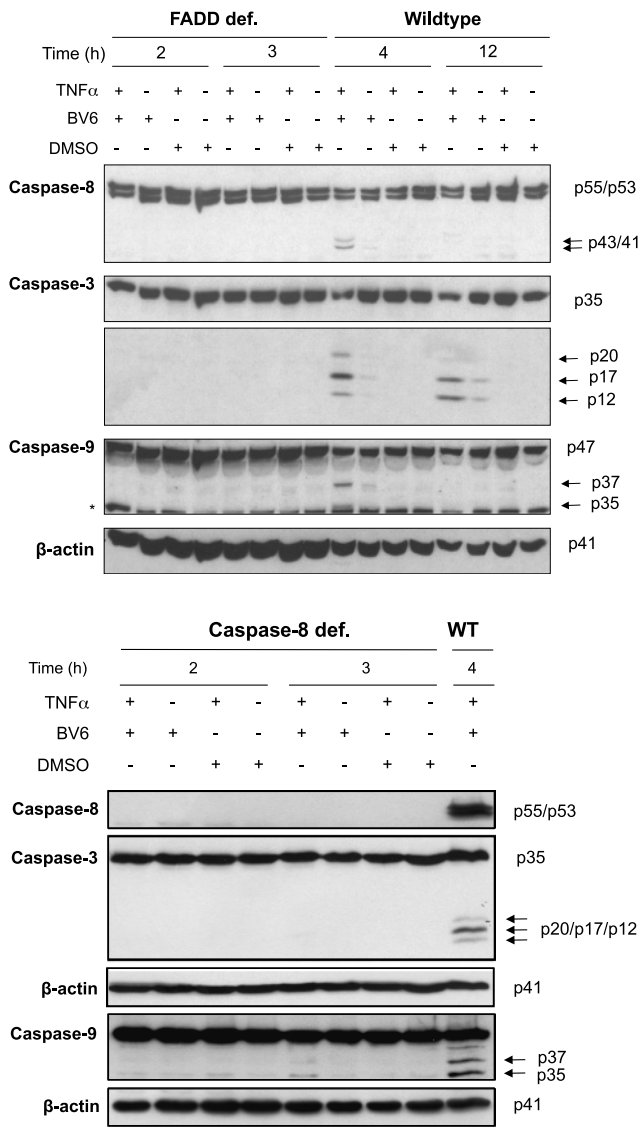 FADD def. Wildtype
Time (h) 2 3 4 12
TNFα + - + - + - + - + - + - + - + -
BV6 + + - - + + - - + + - - + + - -
DMSO - - + + - - + + - - + + - - + +
Caspase-8 p55/p53
p43/41
Caspase-3 p35
p20
p17
p12
Caspase-9 p47
p37
* p35
β-actin p41
Caspase-8 def. WT
Time (h) 2 3 4
TNFα + - + - + - + - +
BV6 + + - - + + - - +
DMSO - - + + - - + + -
Caspase-8 p55/p53
Caspase-3 p35
p20/p17/p12
β-actin p41
Caspase-9
p37
p35
β-actin p41